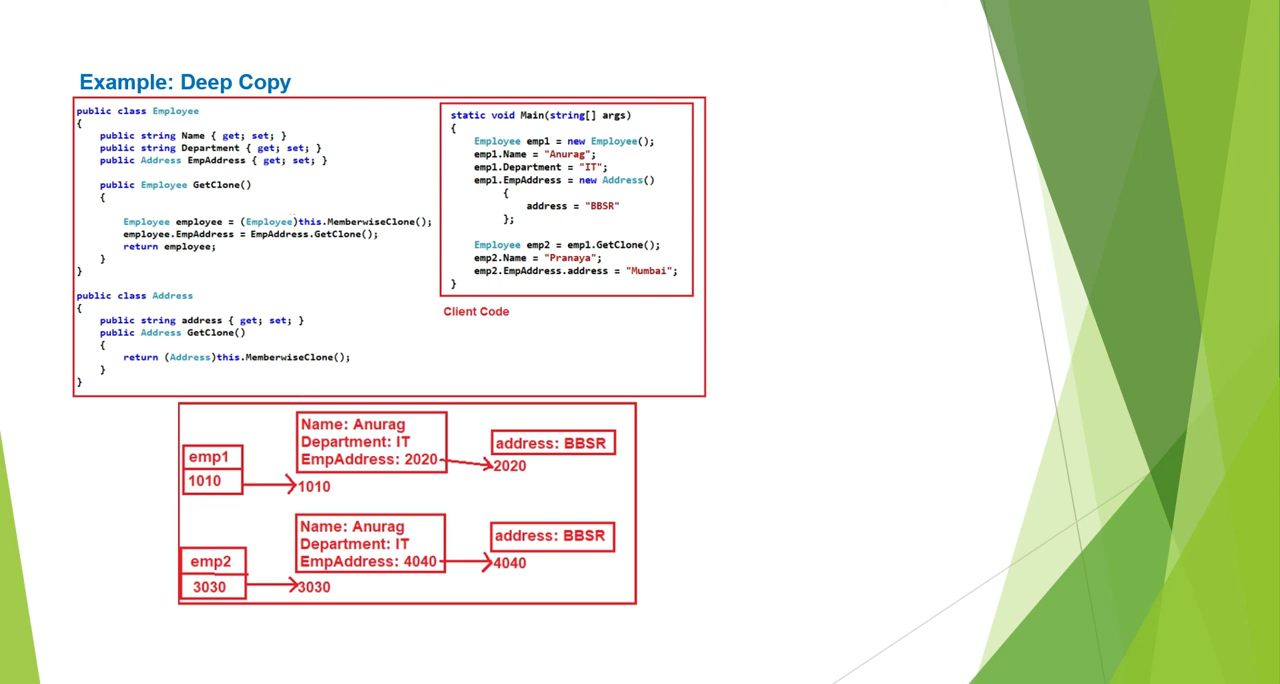 Example: Deep Copy
public class Employee
{
public string Name { get; set; }
public string Department { get; set; }
public Address EmpAddress { get; set; }
public Employee GetClone()
{
Employee employee = (Employee)this.MemberwiseClone();
employee.EmpAddress = EmpAddress.GetClone();
return employee;
}
}
public class Address
{
public string address { get; set; }
public Address GetClone()
{
return (Address)this.MemberwiseClone();
}
}
static void Main(string[] args)
{
Employee emp1 = new Employee();
emp1.Name = "Anurag";
emp1.Department = "IT";
emp1.EmpAddress = new Address()
{
address = "BBSR"
};
Employee emp2 = emp1.GetClone();
emp2.Name = "Pranaya";
emp2.EmpAddress.address = "Mumbai";
}
Client Code
emp1
1010
1010
Name: Anurag
Department: IT
EmpAddress: 2020
address: BBSR
2020
emp2
3030
3030
Name: Anurag
Department: IT
EmpAddress: 4040
address: BBSR
4040